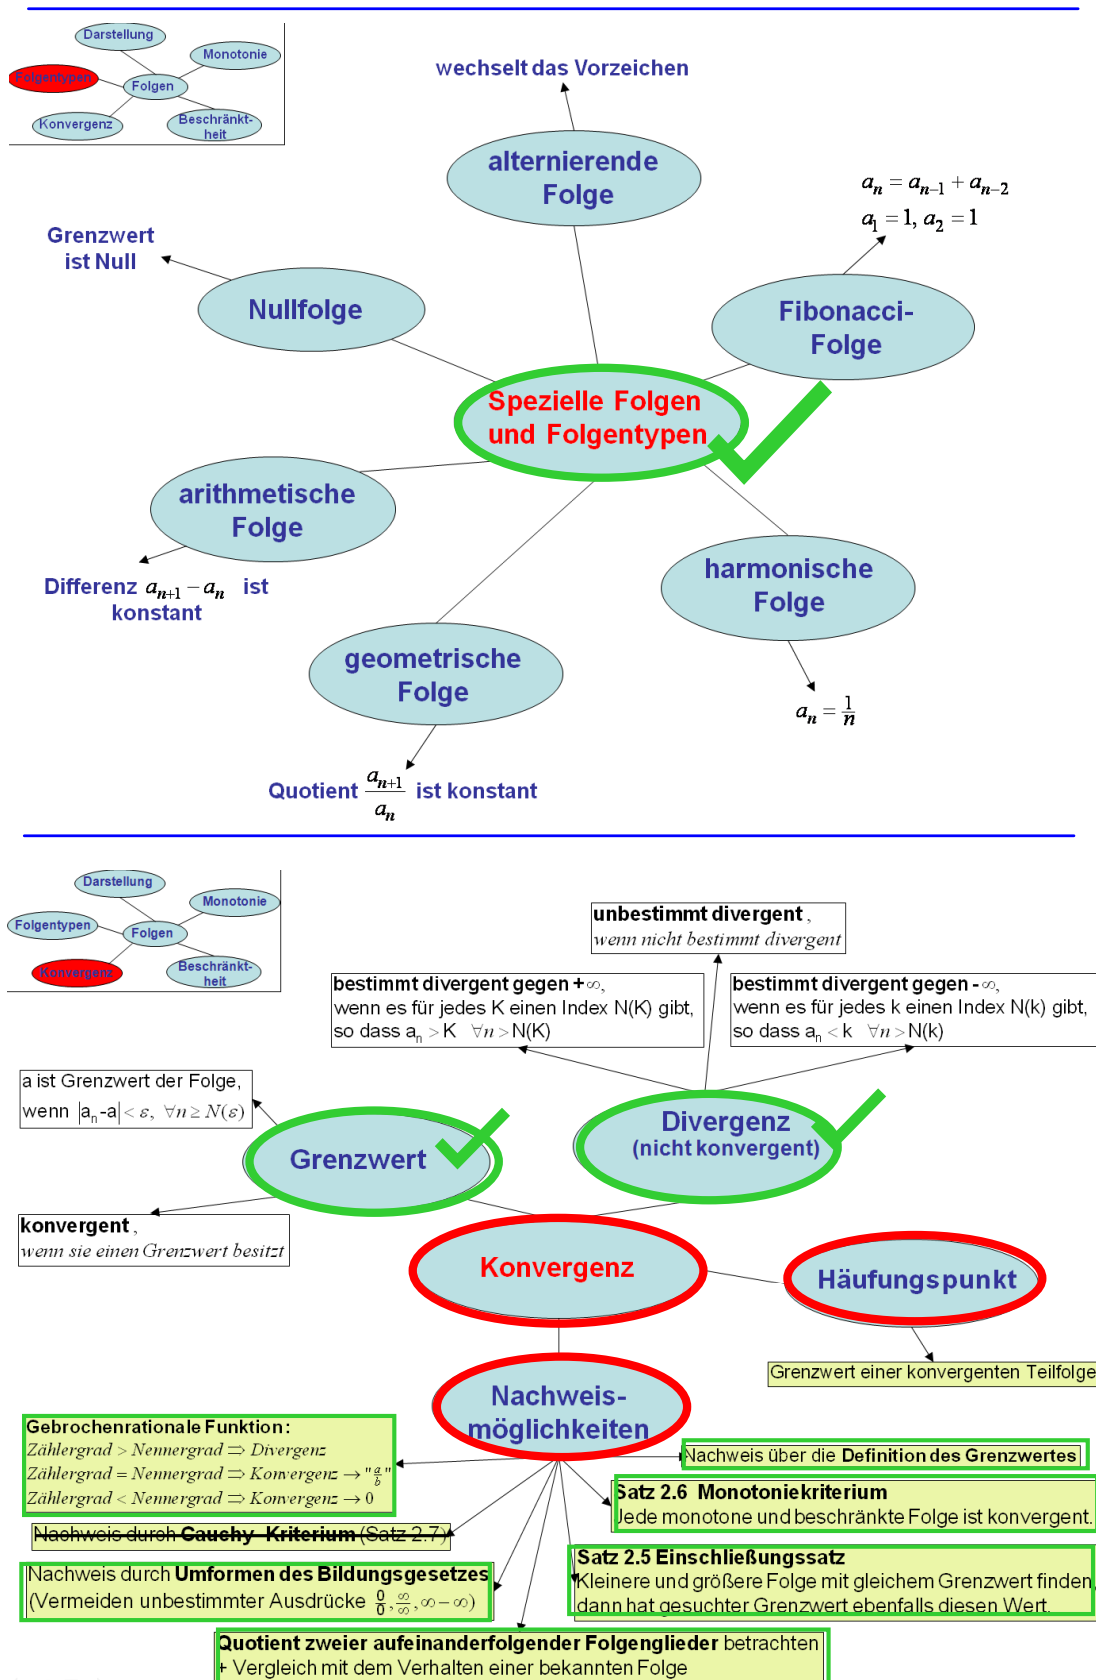 Darstellung
Monotonie
Folgentypen
Folgen
Konvergenz
Beschränkt-
heit
wechselt das Vorzeichen
alternierende
Folge
aₙ = aₙ₋₁ + aₙ₋₂
a₁ = 1, a₂ = 1
Grenzwert
ist Null
Nullfolge
Fibonacci-
Folge
Spezielle Folgen
und Folgentypen
arithmetische
Folge
Differenz aₙ₊₁ − aₙ ist
konstant
harmonische
Folge
aₙ = 1/n
geometrische
Folge
Quotient aₙ₊₁/aₙ ist konstant
Darstellung
Monotonie
Folgentypen
Folgen
Konvergenz
Beschränkt-
heit
unbestimmt divergent ,
wenn nicht bestimmt divergent
bestimmt divergent gegen +∞,
wenn es für jedes K einen Index N(K) gibt,
so dass aₙ > K ∀n > N(K)
bestimmt divergent gegen -∞,
wenn es für jedes k einen Index N(k) gibt,
so dass aₙ < k ∀n > N(k)
a ist Grenzwert der Folge,
wenn |aₙ-a| < ε, ∀n ≥ N(ε)
Grenzwert
Divergenz
(nicht konvergent)
konvergent ,
wenn sie einen Grenzwert besitzt
Konvergenz
Häufungspunkt
Grenzwert einer konvergenten Teilfolge
Nachweis-
möglichkeiten
Gebrochenrationale Funktion:
Zählergrad > Nennergrad ⇒ Divergenz
Zählergrad = Nennergrad ⇒ Konvergenz → "a/b"
Zählergrad < Nennergrad ⇒ Konvergenz → 0
Nachweis über die Definition des Grenzwertes
Satz 2.6 Monotoniekriterium
Jede monotone und beschränkte Folge ist konvergent.
Nachweis durch Cauchy-Kriterium (Satz 2.7)
Satz 2.5 Einschließungssatz
Kleinere und größere Folge mit gleichem Grenzwert finden,
dann hat gesuchter Grenzwert ebenfalls diesen Wert.
Nachweis durch Umformen des Bildungsgesetzes
(Vermeiden unbestimmter Ausdrücke 0/0, ∞/∞, ∞−∞)
Quotient zweier aufeinanderfolgender Folgenglieder betrachten
+ Vergleich mit dem Verhalten einer bekannten Folge